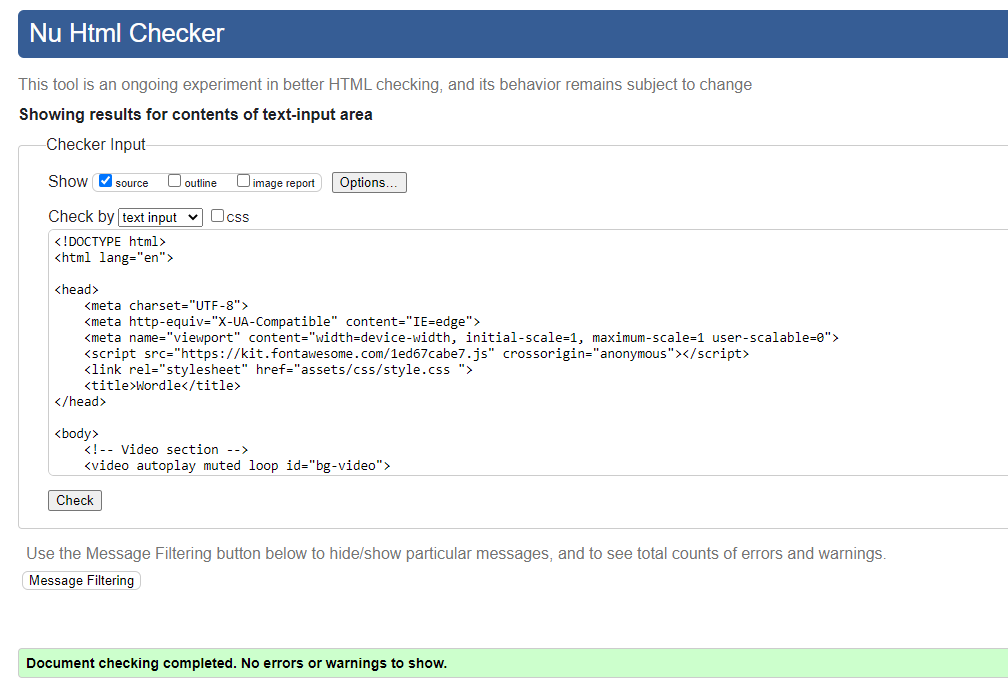 Nu Html Checker
This tool is an ongoing experiment in better HTML checking, and its behavior remains subject to change
Showing results for contents of text-input area
Checker Input
Show source outline image report Options...
Check by text input css
<!DOCTYPE html>
<html lang="en">
<head>
    <meta charset="UTF-8">
    <meta http-equiv="X-UA-Compatible" content="IE=edge">
    <meta name="viewport" content="width=device-width, initial-scale=1, maximum-scale=1 user-scalable=0">
    <script src="https://kit.fontawesome.com/1ed67cabe7.js" crossorigin="anonymous"></script>
    <link rel="stylesheet" href="assets/css/style.css ">
    <title>Wordle</title>
</head>
<body>
    <!-- Video section -->
    <video autoplay muted loop id="bg-video">
Check
Use the Message Filtering button below to hide/show particular messages, and to see total counts of errors and warnings.
Message Filtering
Document checking completed. No errors or warnings to show.